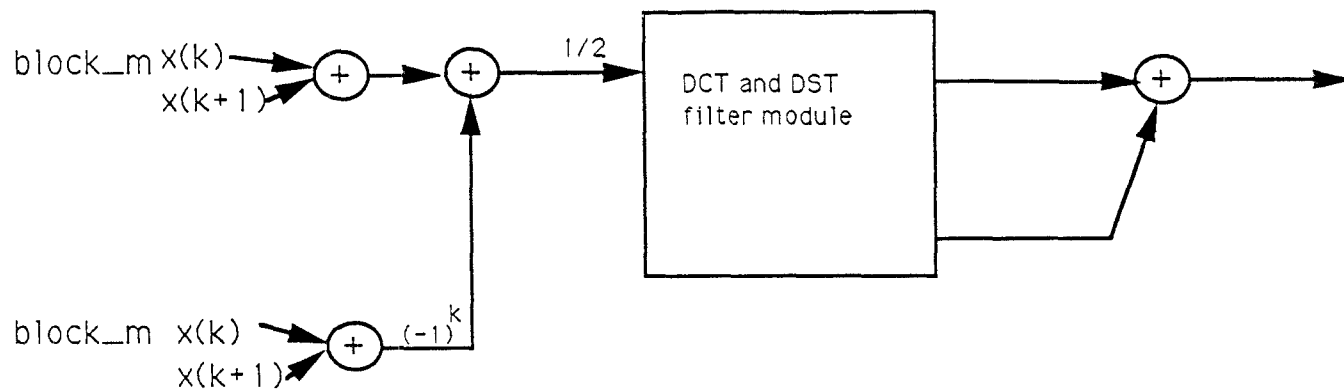 block_m x(k)
x(k+1)
+
+
1/2
DCT and DST
filter module
+
block_m x(k)
x(k+1)
+
(-1)^k